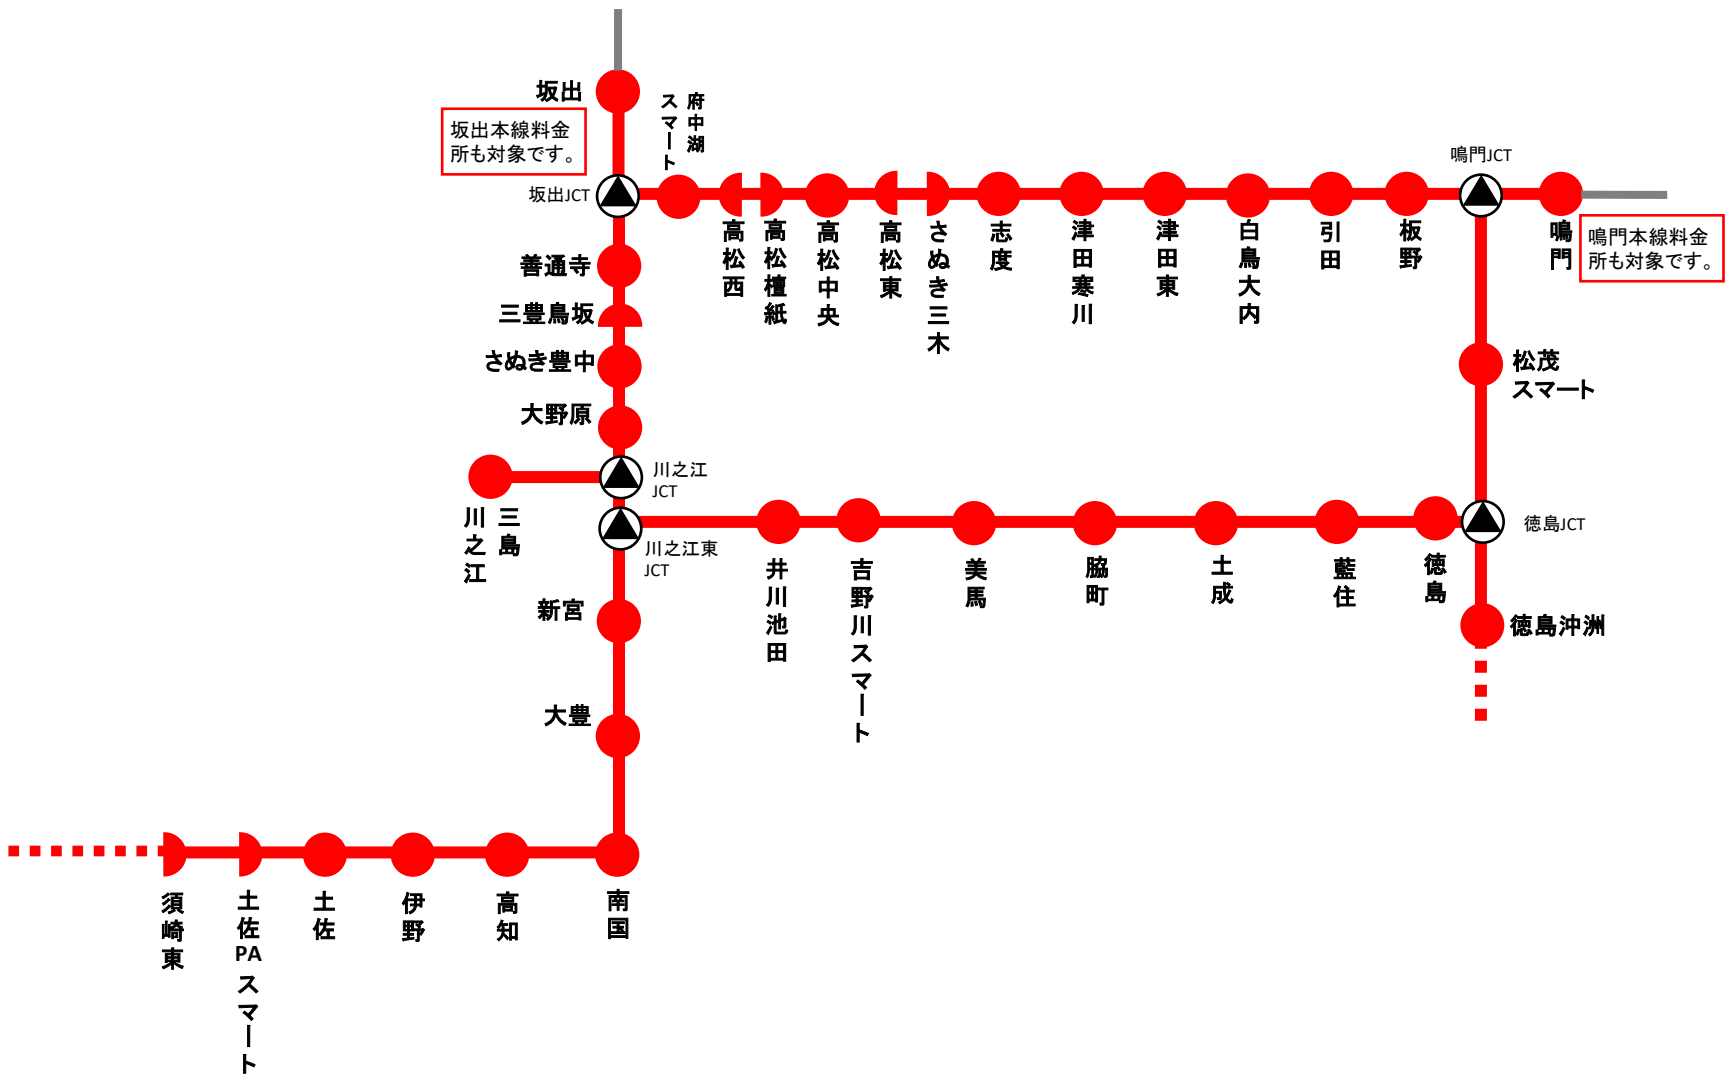 坂出
坂出本線料金
所も対象です。
坂出JCT
府中湖
スマート
高松西
高松檀紙
高松中央
高松東
さぬき三木
志度
津田寒川
津田東
白鳥大内
引田
板野
鳴門JCT
鳴門
鳴門本線料金
所も対象です。
善通寺
三豊鳥坂
さぬき豊中
大野原
松茂
スマート
川之江
JCT
三島
川之江
川之江東
JCT
井川池田
吉野川スマート
美馬
脇町
土成
藍住
徳島
徳島JCT
徳島沖洲
新宮
大豊
須崎東
土佐PAスマート
土佐
伊野
高知
南国